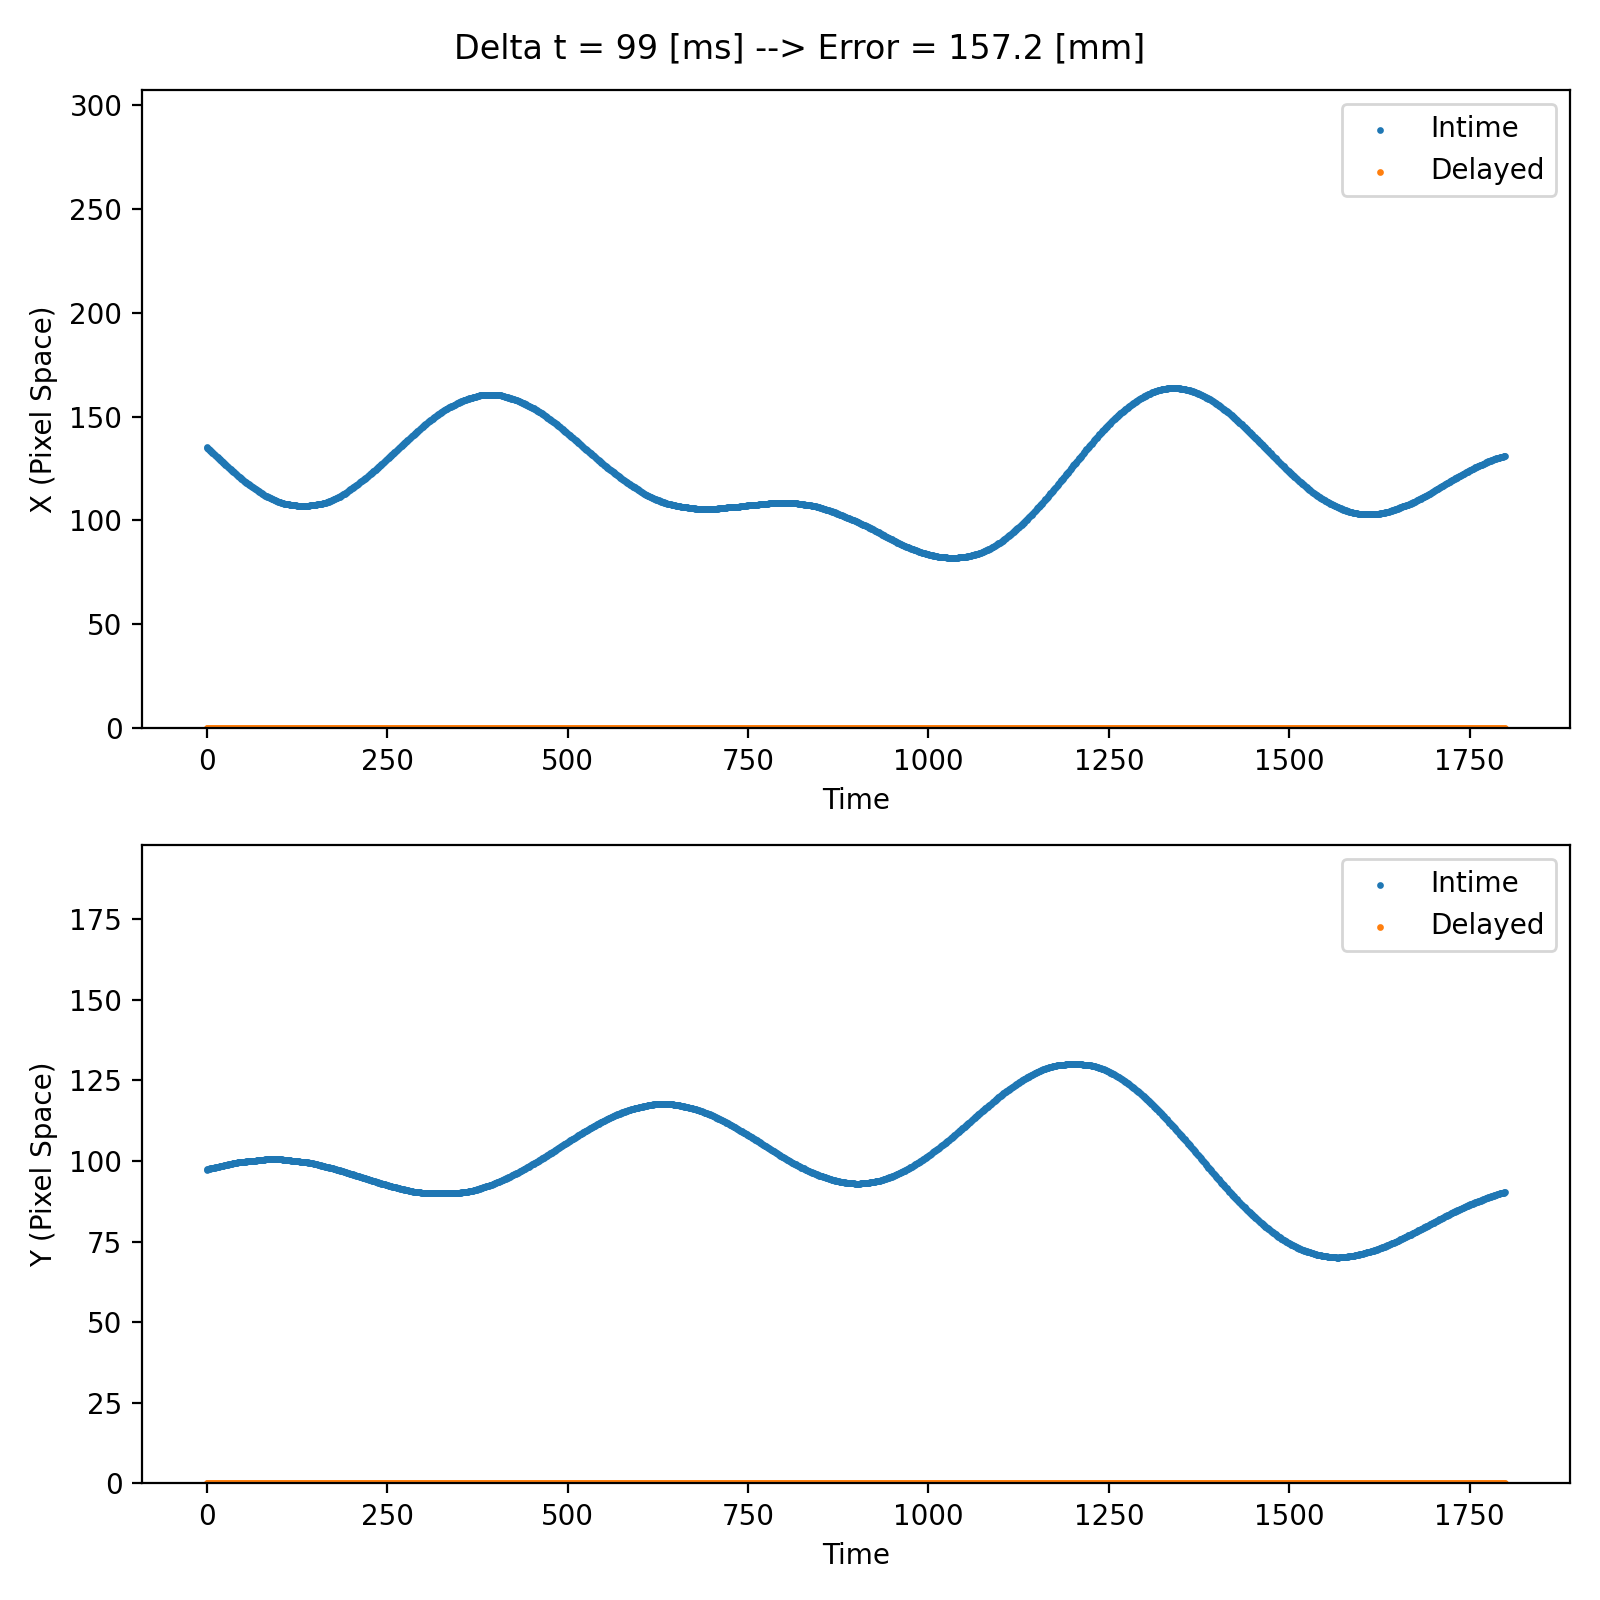 Delta t = 99 [ms] --> Error = 157.2 [mm]
300
250
200
150
100
50
0
X (Pixel Space)
Intime
Delayed
0 250 500 750 1000 1250 1500 1750
Time
175
150
125
100
75
50
25
0
Y (Pixel Space)
Intime
Delayed
0 250 500 750 1000 1250 1500 1750
Time